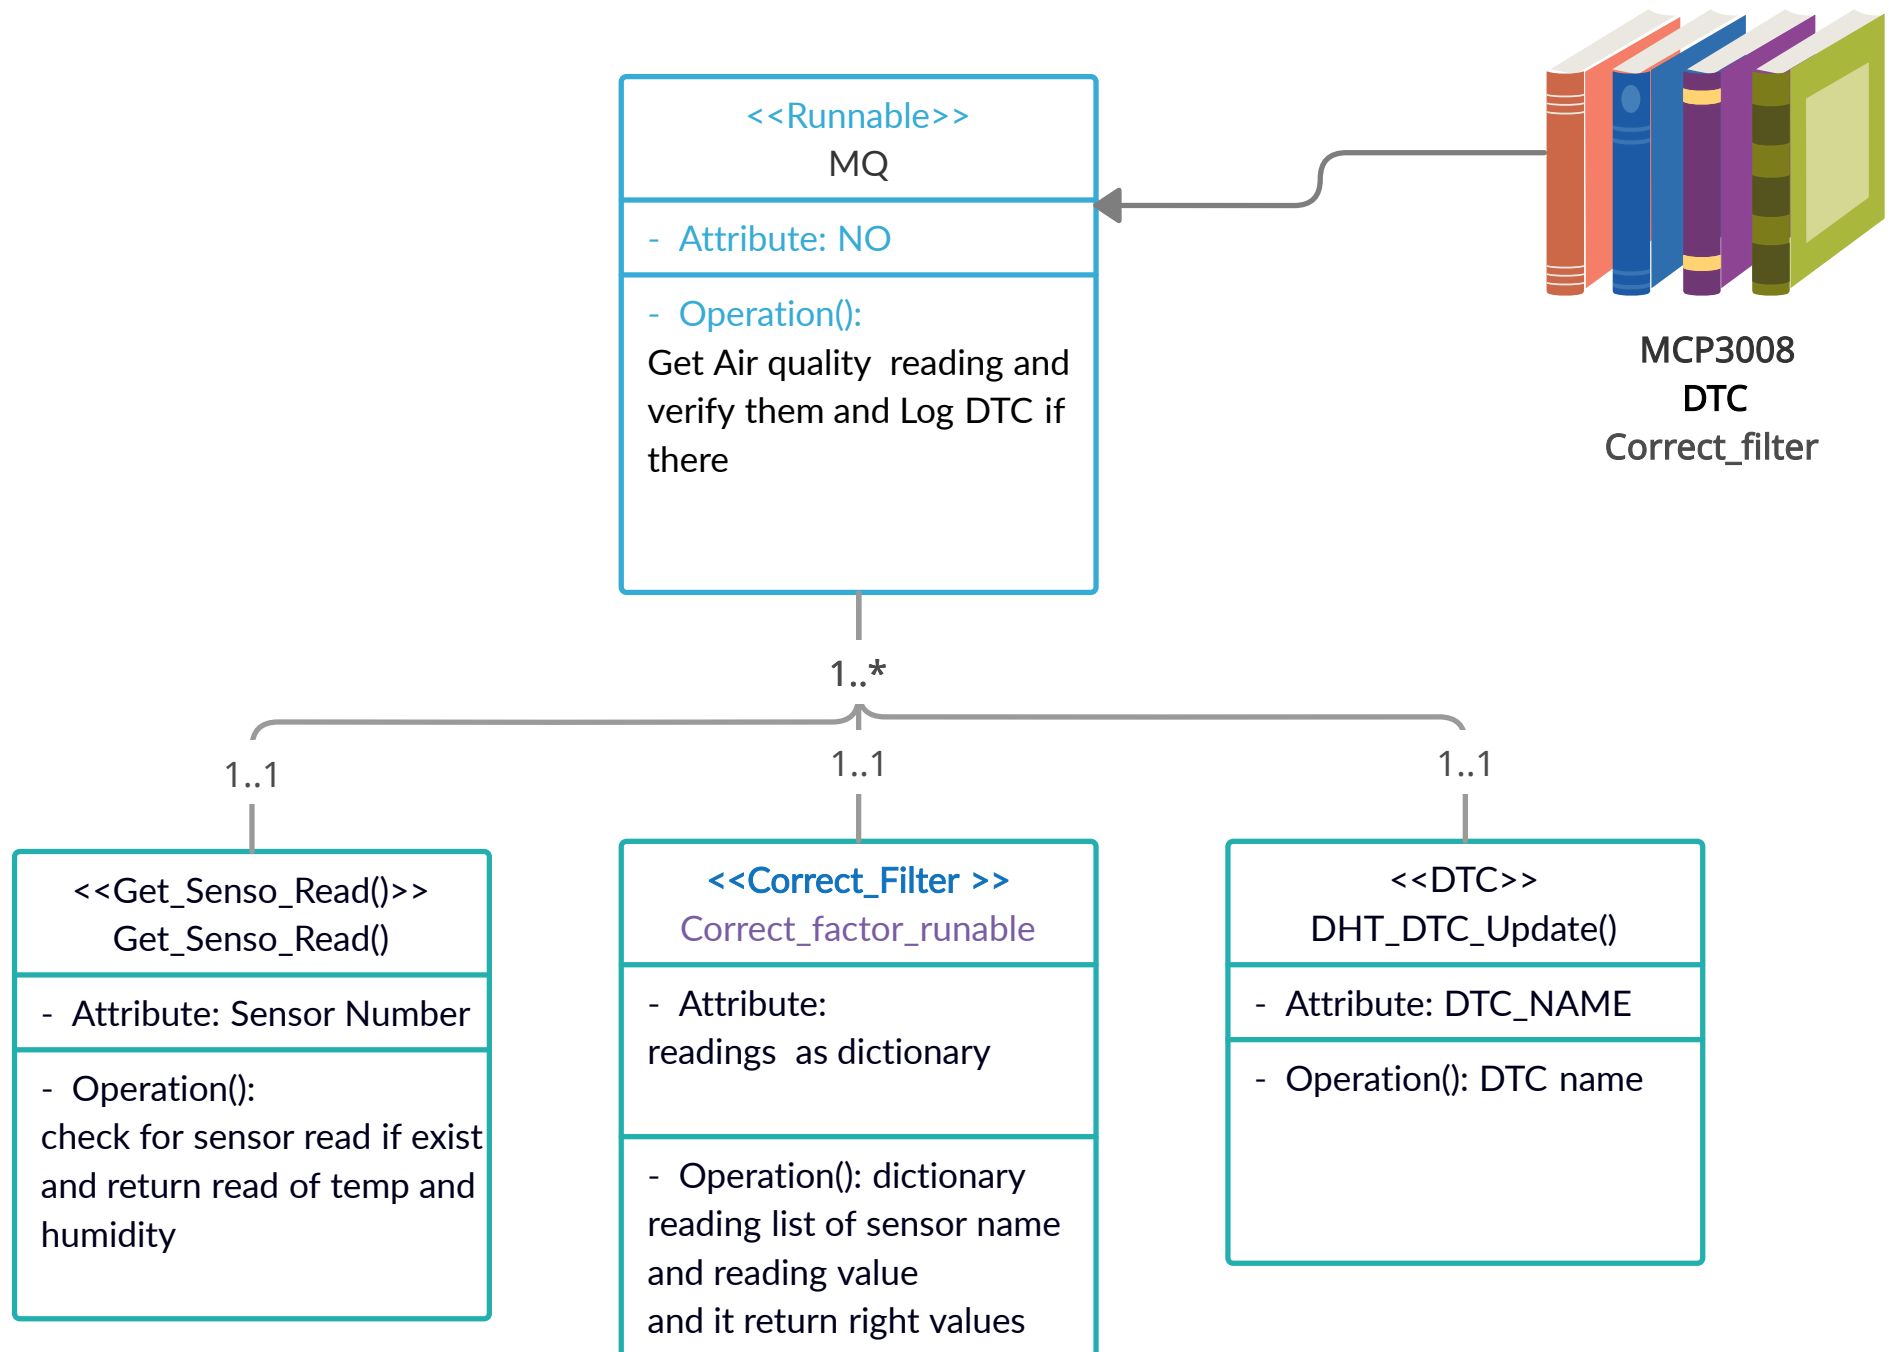 <<Runnable>>
MQ
- Attribute: NO
- Operation():
Get Air quality  reading and
verify them and Log DTC if
there
MCP3008
DTC
Correct_filter
1..*
1..1
1..1
1..1
<<Get_Senso_Read()>>
Get_Senso_Read()
- Attribute: Sensor Number
- Operation():
check for sensor read if exist
and return read of temp and
humidity
<<Correct_Filter >>
Correct_factor_runable
- Attribute:
readings  as dictionary
- Operation(): dictionary
reading list of sensor name
and reading value
and it return right values
<<DTC>>
DHT_DTC_Update()
- Attribute: DTC_NAME
- Operation(): DTC name